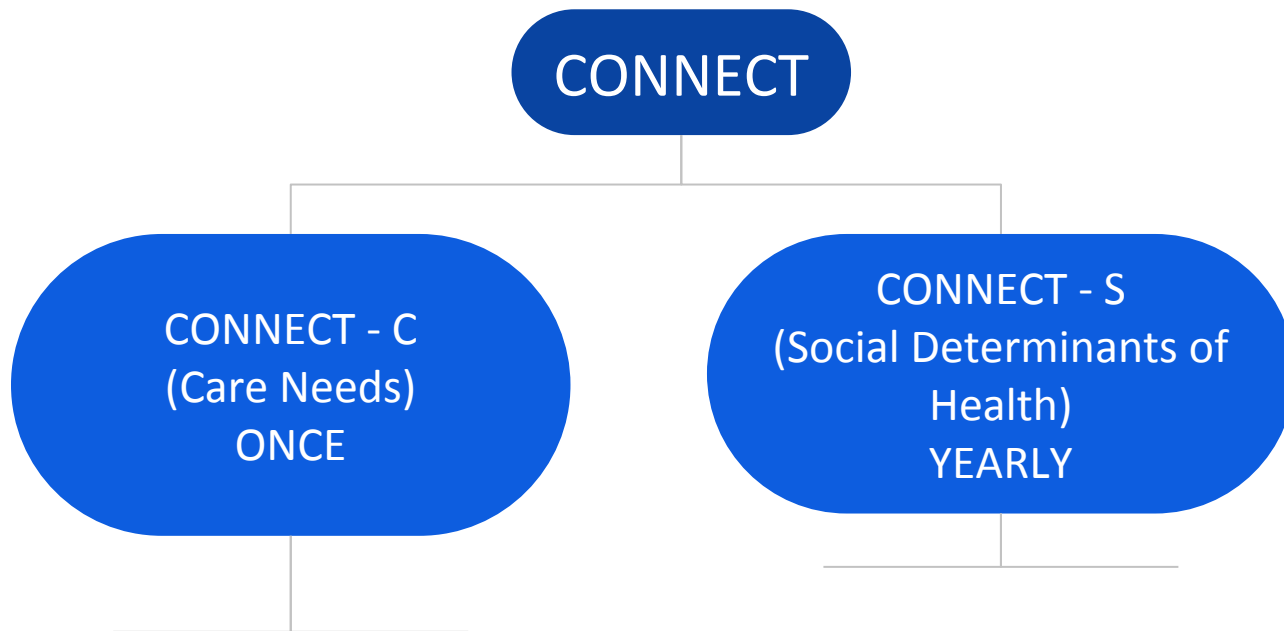 CONNECT
CONNECT - C
(Care Needs)
ONCE
CONNECT - S
(Social Determinants of
Health)
YEARLY